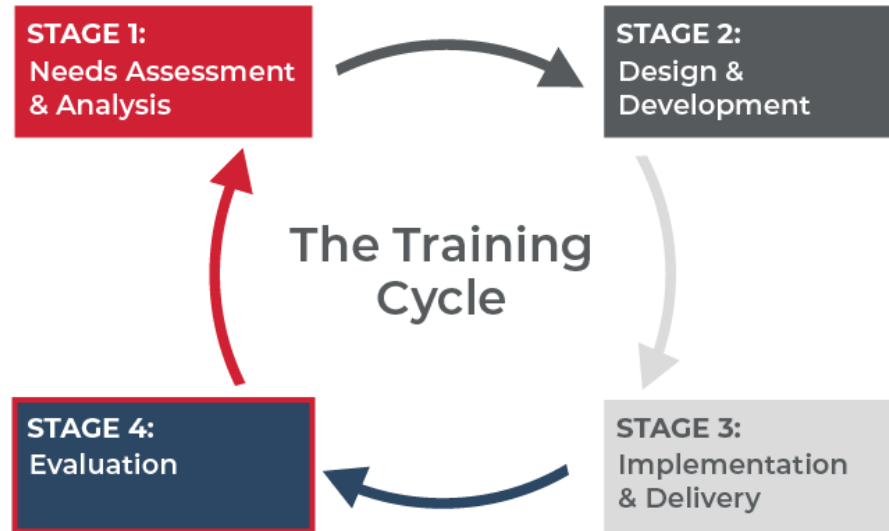 STAGE 1:
Needs Assessment
& Analysis
STAGE 2:
Design &
Development
The Training
Cycle
STAGE 4:
Evaluation
STAGE 3:
Implementation
& Delivery